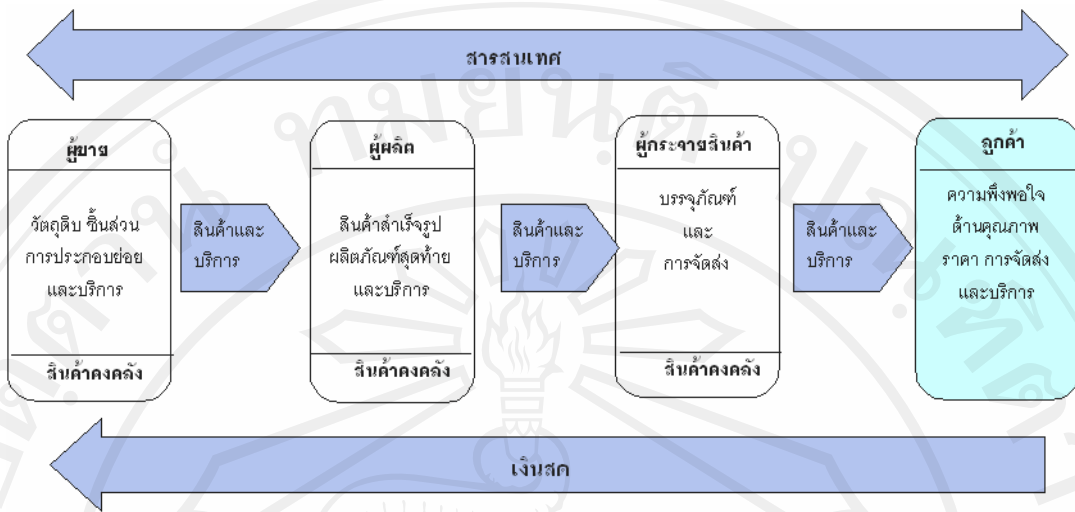 สารสนเทศ
ทมยนฺติ
ผู้ขาย
วัตถุดิบ ชิ้นส่วน
การประกอบย่อย
และบริการ
สินค้าคงคลัง
สินค้าและ
บริการ
ผู้ผลิต
สินค้าสำเร็จรูป
ผลิตภัณฑ์สุดท้าย
และบริการ
สินค้าคงคลัง
สินค้าและ
บริการ
ผู้กระจายสินค้า
บรรจุภัณฑ์
และ
การจัดส่ง
สินค้าคงคลัง
สินค้าและ
บริการ
ลูกค้า
ความพึงพอใจ
ด้านคุณภาพ
ราคา การจัดส่ง
และบริการ
เงินสด